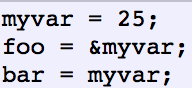 myvar = 25;
foo = &myvar;
bar = myvar;